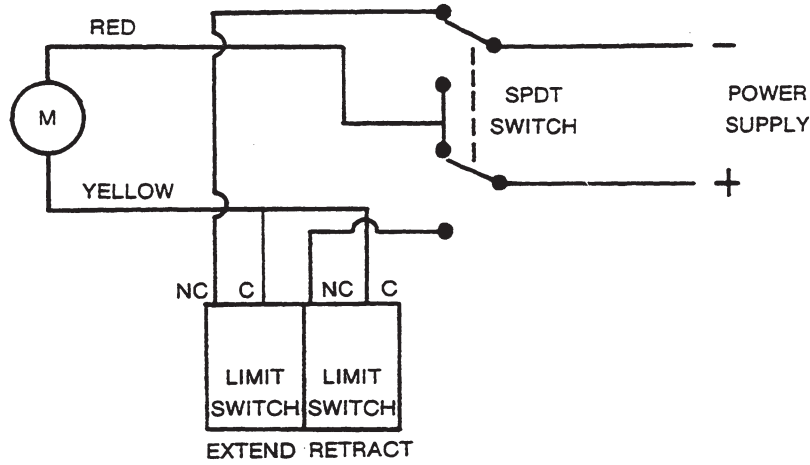 RED
−
M
SPDT
SWITCH
POWER
SUPPLY
YELLOW
+
NC C NC C
LIMIT
SWITCH
LIMIT
SWITCH
EXTEND RETRACT